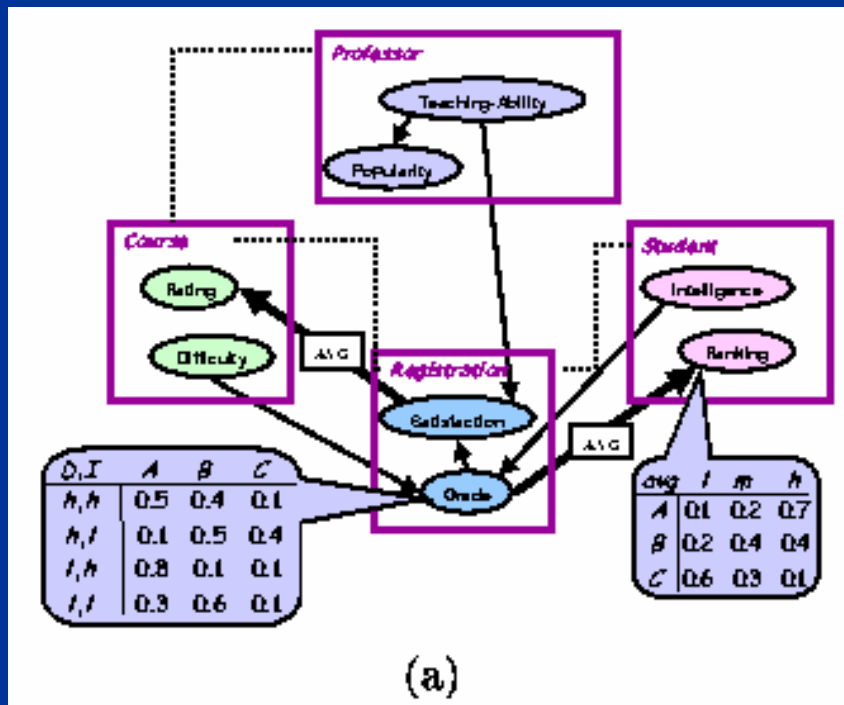 Professor
Teaching-Ability
Popularity
Course
Student
Rating
Intelligence
Difficulty
AVG
Registration
Ranking
Satisfaction
AVG
Grade
D,I A B C
h,h 0.5 0.4 0.1
h,l 0.1 0.5 0.4
l,h 0.8 0.1 0.1
l,l 0.3 0.6 0.1
avg l m h
A 0.1 0.2 0.7
B 0.2 0.4 0.4
C 0.6 0.3 0.1
(a)